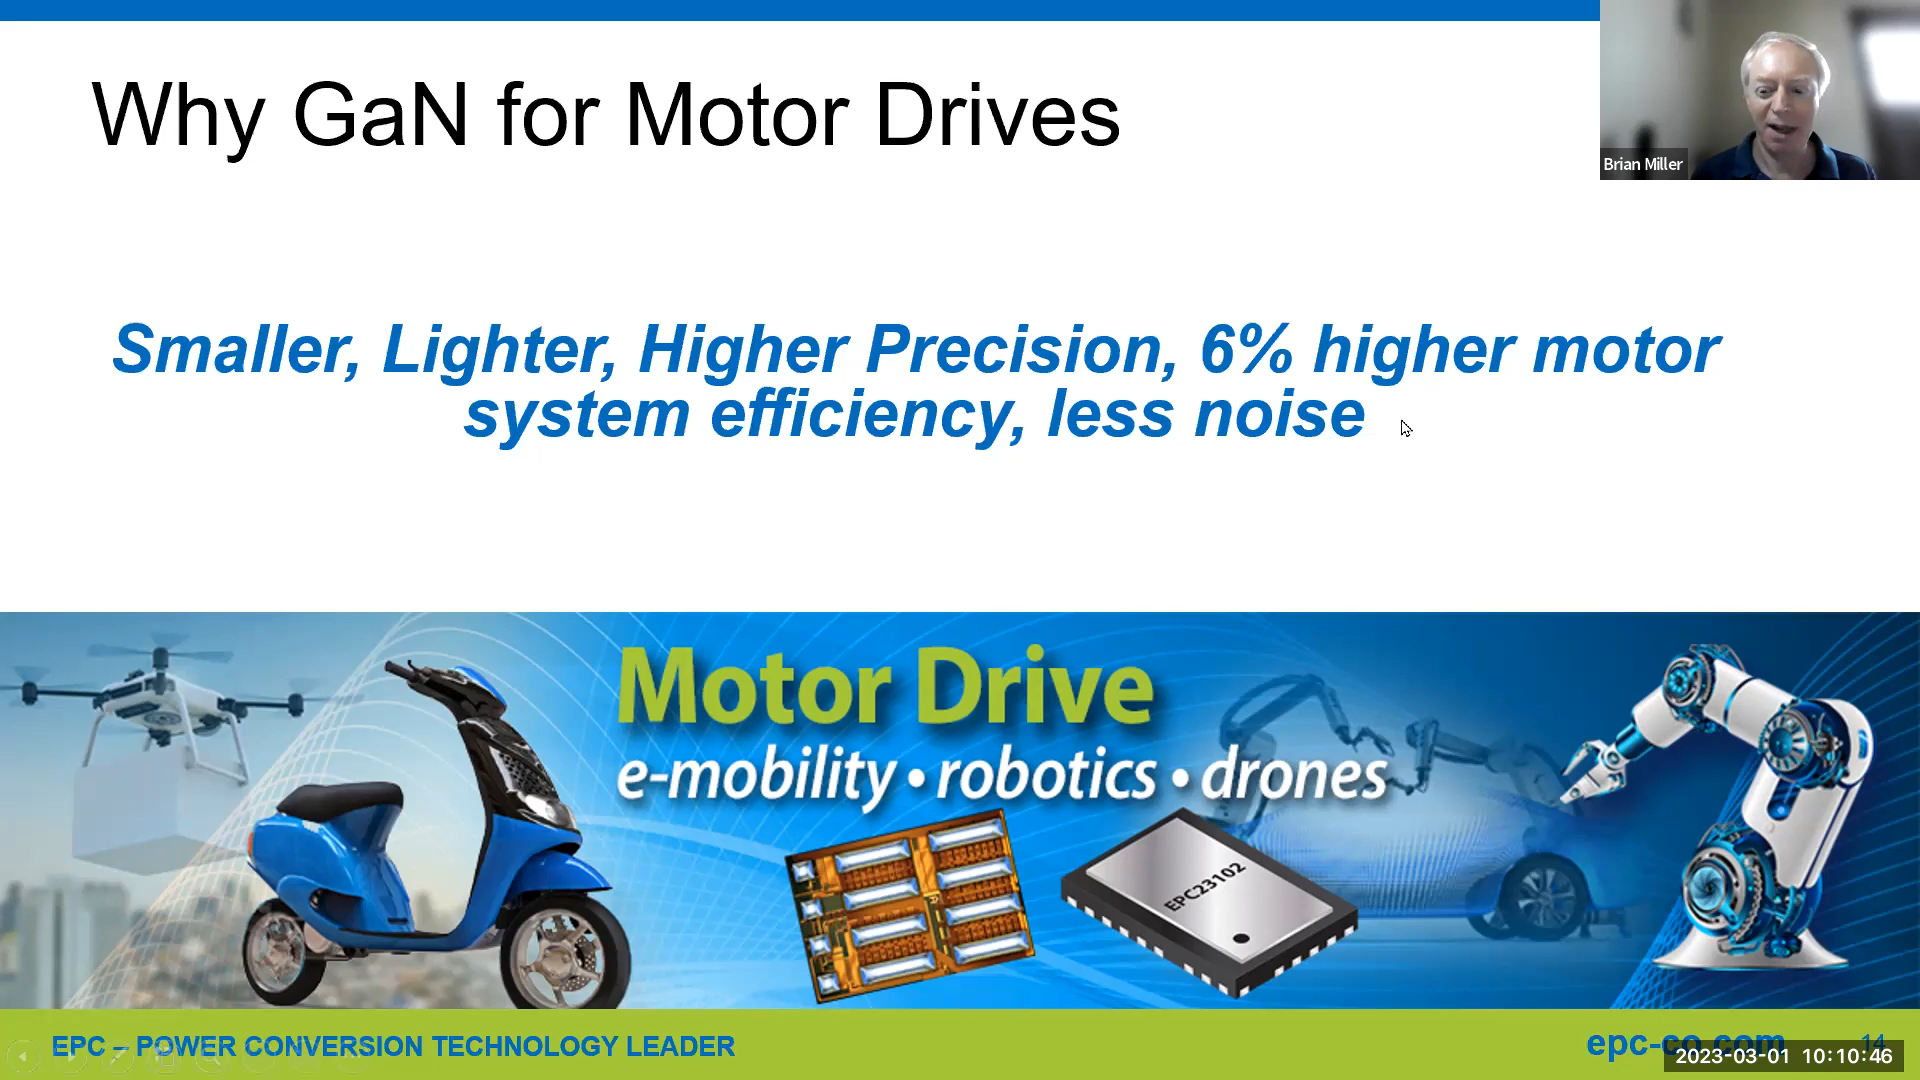 Why GaN for Motor Drives
Brian Miller
Smaller, Lighter, Higher Precision, 6% higher motor
system efficiency, less noise
Motor Drive
e-mobility • robotics • drones
EPC23102
EPC – POWER CONVERSION TECHNOLOGY LEADER
epc-co.com
14
2023-03-01 10:10:46